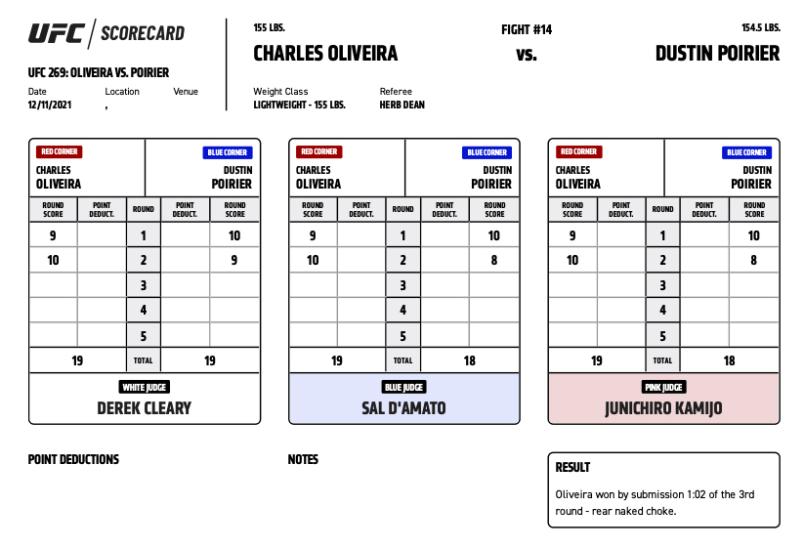 UFC / SCORECARD
UFC 269: OLIVEIRA VS. POIRIER
Date Location Venue
12/11/2021 ,
155 LBS. FIGHT #14 154.5 LBS.
CHARLES OLIVEIRA VS. DUSTIN POIRIER
Weight Class Referee
LIGHTWEIGHT - 155 LBS. HERB DEAN
RED CORNER BLUE CORNER
CHARLES DUSTIN
OLIVEIRA POIRIER
ROUND SCORE POINT DEDUCT. ROUND POINT DEDUCT. ROUND SCORE
9 1 10
10 2 9
3
4
5
19 TOTAL 19
WHITE JUDGE
DEREK CLEARY
RED CORNER BLUE CORNER
CHARLES DUSTIN
OLIVEIRA POIRIER
ROUND SCORE POINT DEDUCT. ROUND POINT DEDUCT. ROUND SCORE
9 1 10
10 2 8
3
4
5
19 TOTAL 18
BLUE JUDGE
SAL D'AMATO
RED CORNER BLUE CORNER
CHARLES DUSTIN
OLIVEIRA POIRIER
ROUND SCORE POINT DEDUCT. ROUND POINT DEDUCT. ROUND SCORE
9 1 10
10 2 8
3
4
5
19 TOTAL 18
PINK JUDGE
JUNICHIRO KAMIJO
POINT DEDUCTIONS
NOTES
RESULT
Oliveira won by submission 1:02 of the 3rd
round - rear naked choke.